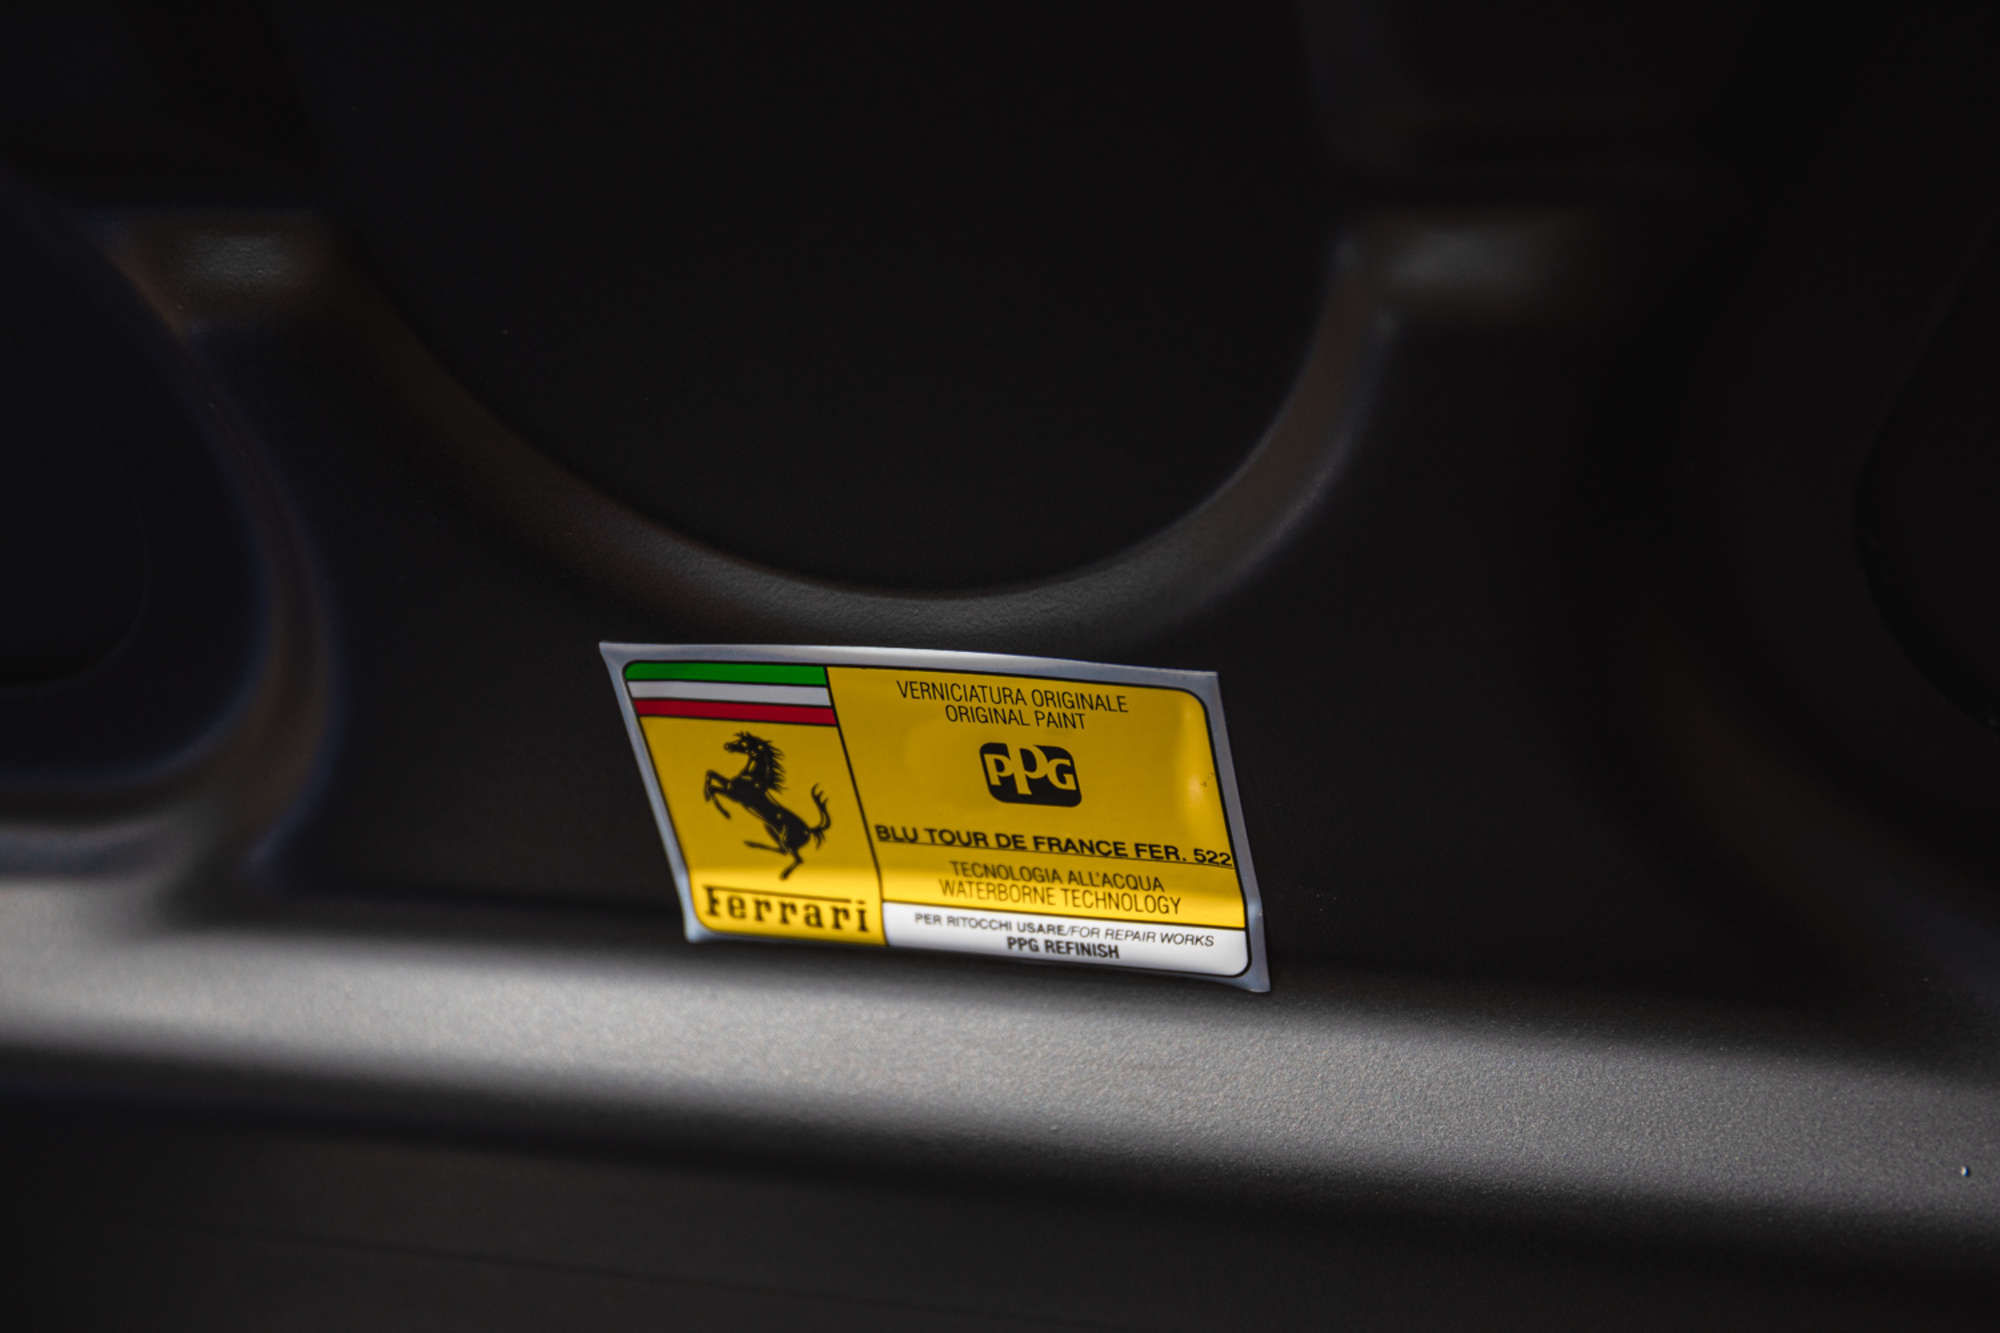 Ferrari
VERNICIATURA ORIGINALE
ORIGINAL PAINT
PPG
BLU TOUR DE FRANCE FER. 522
TECNOLOGIA ALL'ACQUA
WATERBORNE TECHNOLOGY
PER RITOCCHI USARE/FOR REPAIR WORKS
PPG REFINISH